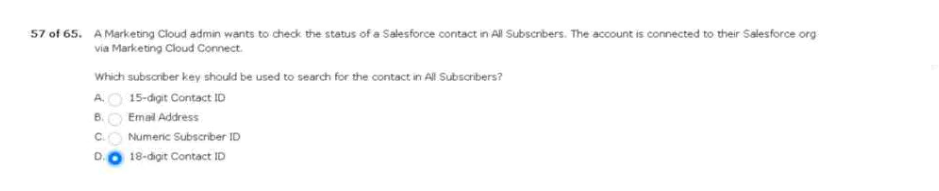 57 of 65. A Marketing Cloud admin wants to check the status of a Salesforce contact in All Subscribers. The account is connected to their Salesforce org
via Marketing Cloud Connect.
Which subscriber key should be used to search for the contact in All Subscribers?
A. 15-digit Contact ID
B. Email Address
C. Numeric Subscriber ID
D. 18-digit Contact ID